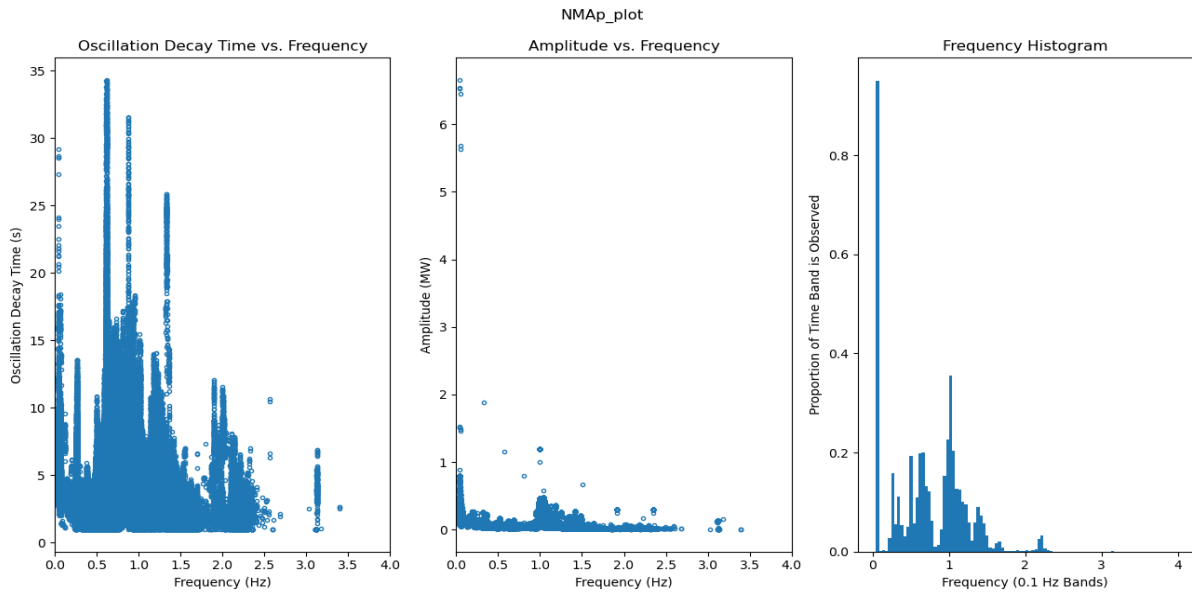 NMAp_plot
Oscillation Decay Time vs. Frequency
Amplitude vs. Frequency
Frequency Histogram
Oscillation Decay Time (s)
35
30
25
20
15
10
5
0
0.0 0.5 1.0 1.5 2.0 2.5 3.0 3.5 4.0
Frequency (Hz)
Amplitude (MW)
6
5
4
3
2
1
0
0.0 0.5 1.0 1.5 2.0 2.5 3.0 3.5 4.0
Frequency (Hz)
Proportion of Time Band is Observed
0.8
0.6
0.4
0.2
0.0
0 1 2 3 4
Frequency (0.1 Hz Bands)